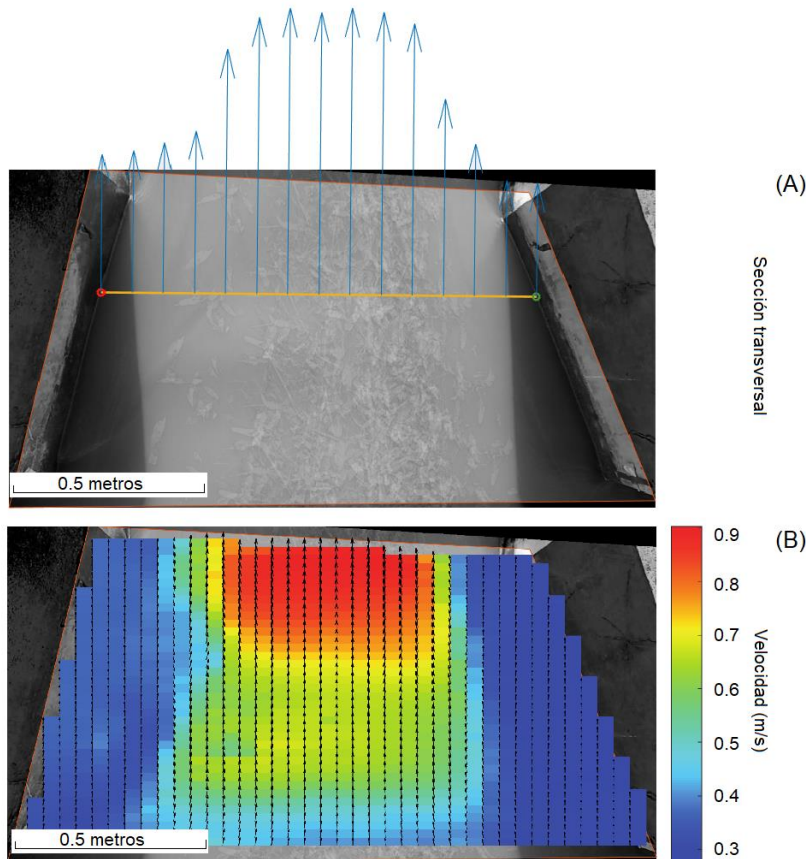 (A)
Sección transversal
0.5 metros
(B)
0.9
0.8
0.7
0.6
0.5
0.4
0.3
Velocidad (m/s)
0.5 metros